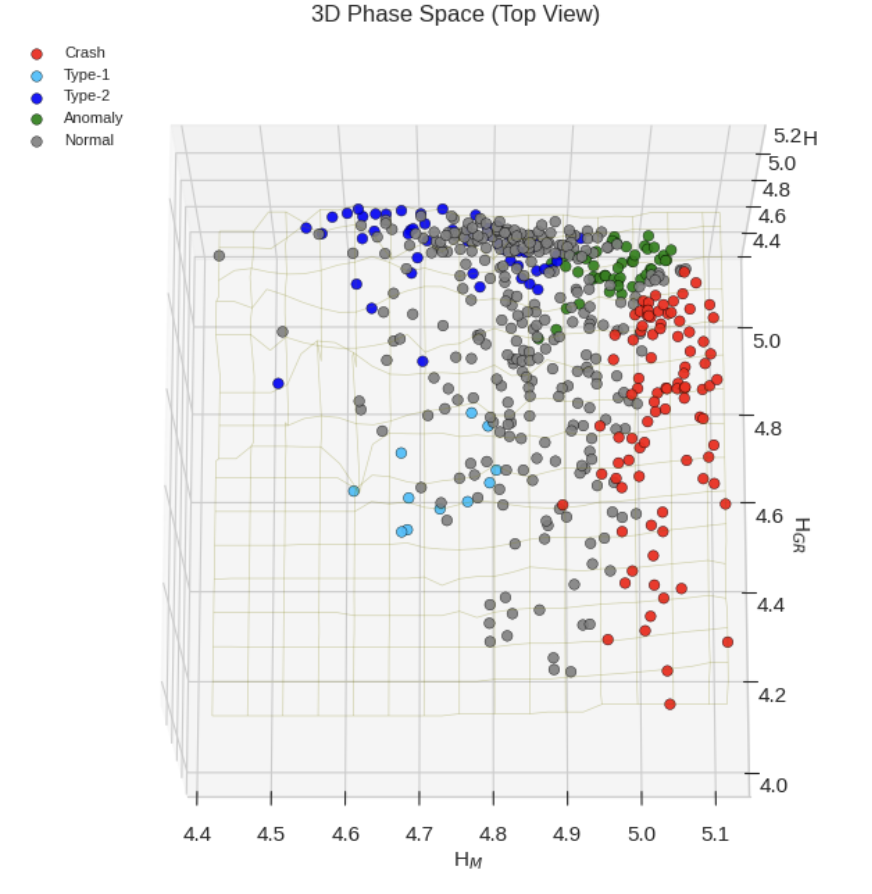 3D Phase Space (Top View)
Crash
Type-1
Type-2
Anomaly
Normal
5.2 H
5.0
4.8
4.6
4.4
5.0
4.8
4.6
H_GR
4.4
4.2
4.0
4.4 4.5 4.6 4.7 4.8 4.9 5.0 5.1
H_M